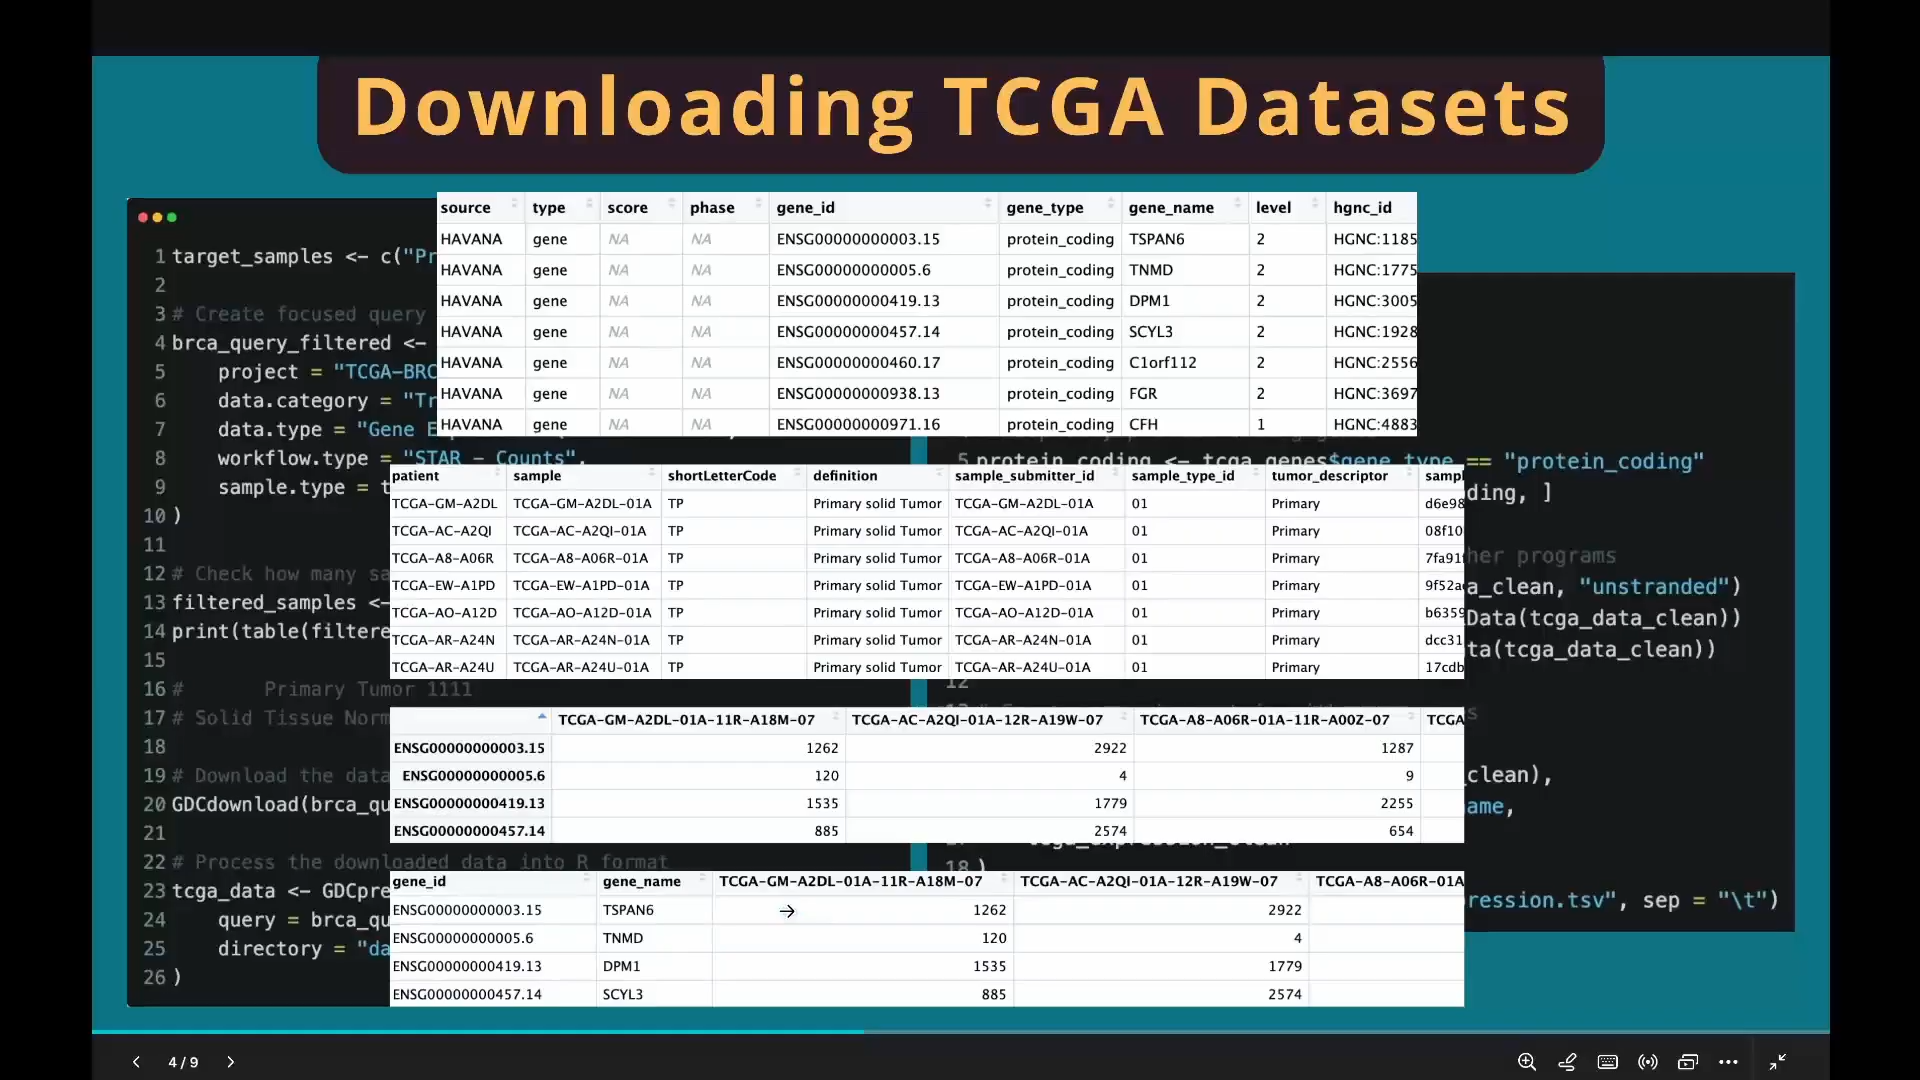 Downloading TCGA Datasets
1 target_samples <- c("Pr
2
3 # Create focused query
4 brca_query_filtered <-
5 project = "TCGA-BRC
6 data.category = "Tr
7 data.type = "Gene E
8 workflow.type = "STAR - Counts",
9 sample.type = t
10 )
11
12 # Check how many sa
13 filtered_samples <-
14 print(table(filtere
15
16 # Primary Tumor 1111
17 # Solid Tissue Norm
18
19 # Download the data
20 GDCdownload(brca_qu
21
22 # Process the downloaded data into R format
23 tcga_data <- GDCpre
24 query = brca_qu
25 directory = "da
26 )
source type score phase gene_id gene_type gene_name level hgnc_id
HAVANA gene NA NA ENSG00000000003.15 protein_coding TSPAN6 2 HGNC:1185
HAVANA gene NA NA ENSG00000000005.6 protein_coding TNMD 2 HGNC:1775
HAVANA gene NA NA ENSG00000000419.13 protein_coding DPM1 2 HGNC:3005
HAVANA gene NA NA ENSG00000000457.14 protein_coding SCYL3 2 HGNC:1928
HAVANA gene NA NA ENSG00000000460.17 protein_coding C1orf112 2 HGNC:2556
HAVANA gene NA NA ENSG00000000938.13 protein_coding FGR 2 HGNC:3697
HAVANA gene NA NA ENSG00000000971.16 protein_coding CFH 1 HGNC:4883
5 protein_coding <- tcga_genes$gene_type == "protein_coding"
ding, ]
her programs
a_clean, "unstranded")
Data(tcga_data_clean))
ta(tcga_data_clean))
12
s
clean),
ame,
tcga_expression_clean
18 )
ression.tsv", sep = "\t")
patient sample shortLetterCode definition sample_submitter_id sample_type_id tumor_descriptor sampl
TCGA-GM-A2DL TCGA-GM-A2DL-01A TP Primary solid Tumor TCGA-GM-A2DL-01A 01 Primary d6e98
TCGA-AC-A2QI TCGA-AC-A2QI-01A TP Primary solid Tumor TCGA-AC-A2QI-01A 01 Primary 08f10
TCGA-A8-A06R TCGA-A8-A06R-01A TP Primary solid Tumor TCGA-A8-A06R-01A 01 Primary 7fa91f
TCGA-EW-A1PD TCGA-EW-A1PD-01A TP Primary solid Tumor TCGA-EW-A1PD-01A 01 Primary 9f52a
TCGA-AO-A12D TCGA-AO-A12D-01A TP Primary solid Tumor TCGA-AO-A12D-01A 01 Primary b6359
TCGA-AR-A24N TCGA-AR-A24N-01A TP Primary solid Tumor TCGA-AR-A24N-01A 01 Primary dcc31
TCGA-AR-A24U TCGA-AR-A24U-01A TP Primary solid Tumor TCGA-AR-A24U-01A 01 Primary 17cdb
TCGA-GM-A2DL-01A-11R-A18M-07 TCGA-AC-A2QI-01A-12R-A19W-07 TCGA-A8-A06R-01A-11R-A00Z-07 TCGA
ENSG00000000003.15 1262 2922 1287
ENSG00000000005.6 120 4 9
ENSG00000000419.13 1535 1779 2255
ENSG00000000457.14 885 2574 654
gene_id gene_name TCGA-GM-A2DL-01A-11R-A18M-07 TCGA-AC-A2QI-01A-12R-A19W-07 TCGA-A8-A06R-01A
ENSG00000000003.15 TSPAN6 1262 2922
ENSG00000000005.6 TNMD 120 4
ENSG00000000419.13 DPM1 1535 1779
ENSG00000000457.14 SCYL3 885 2574
4 / 9